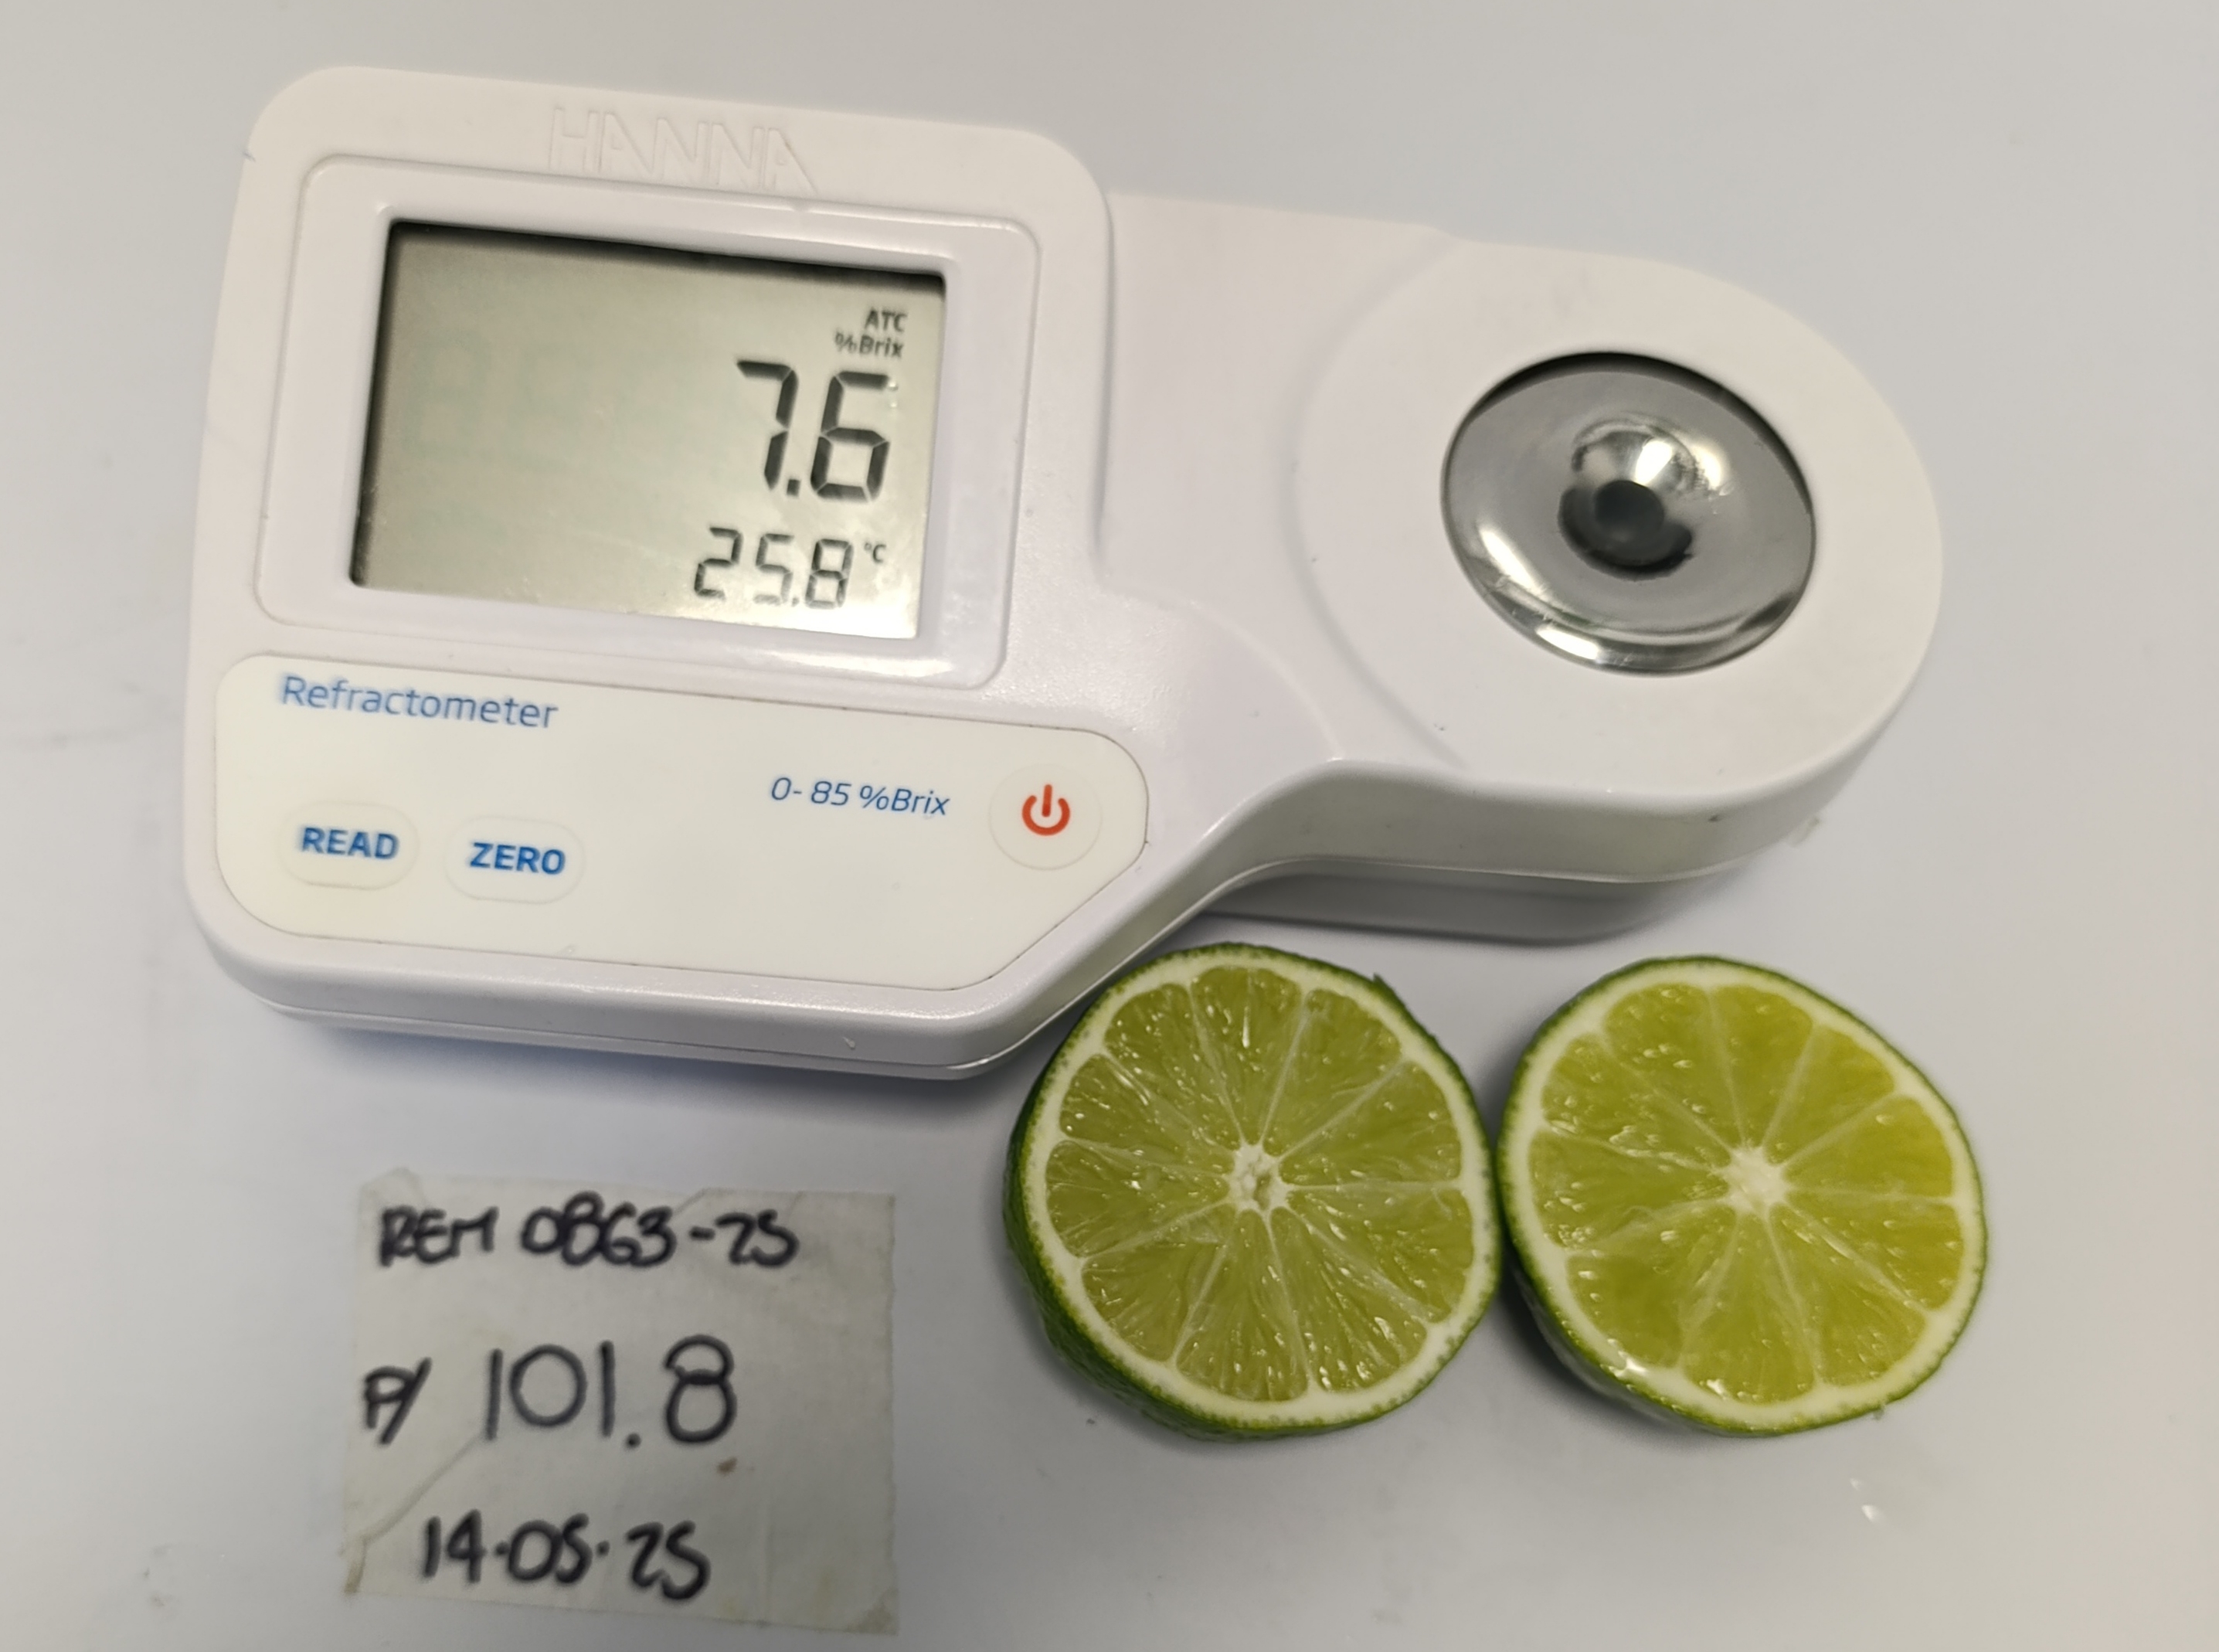 HANNA
ATC
%Brix
7.6
25.8 °C
Refractometer
0-85 %Brix
READ
ZERO
REM 0863-25
P/ 101.8
14.05.25